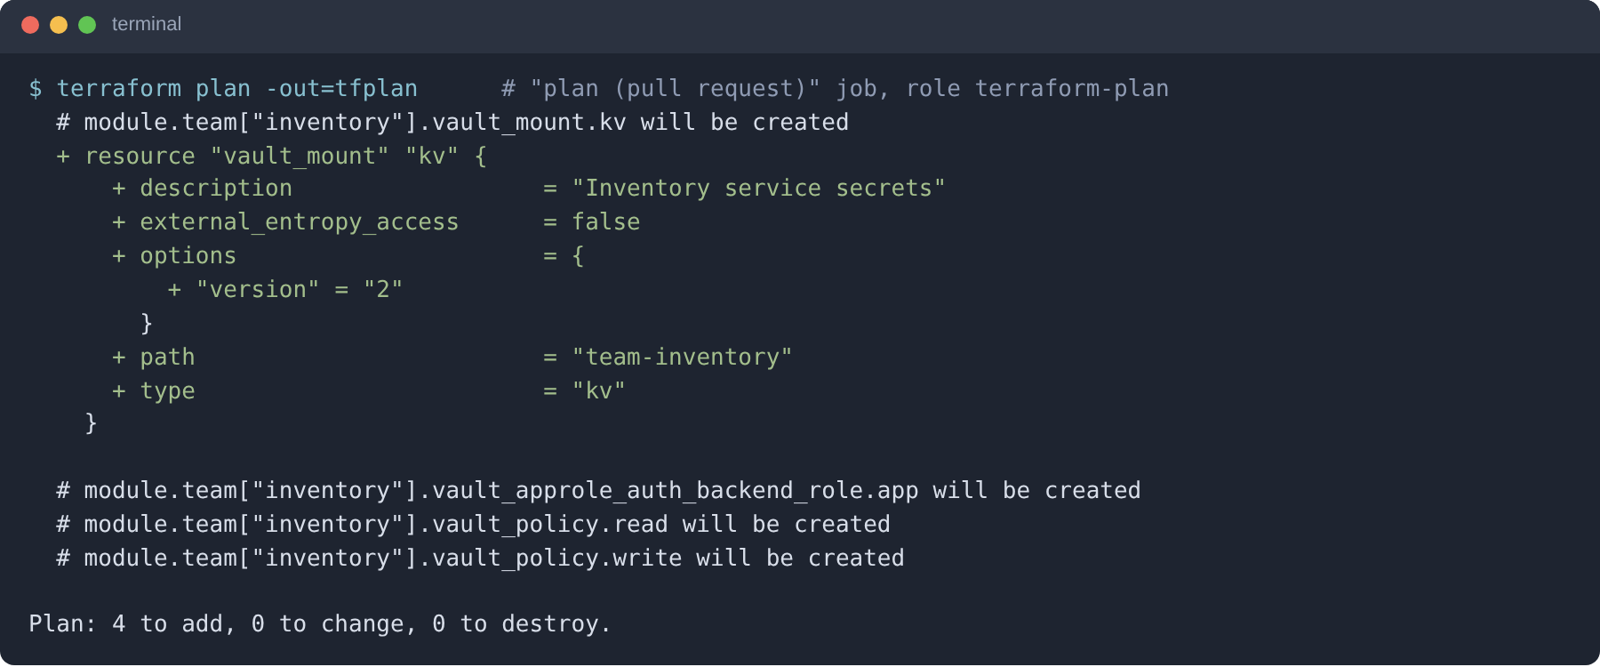 terminal
$ terraform plan -out=tfplan      # "plan (pull request)" job, role terraform-plan
  # module.team["inventory"].vault_mount.kv will be created
  + resource "vault_mount" "kv" {
      + description                  = "Inventory service secrets"
      + external_entropy_access      = false
      + options                      = {
          + "version" = "2"
        }
      + path                         = "team-inventory"
      + type                         = "kv"
    }
  # module.team["inventory"].vault_approle_auth_backend_role.app will be created
  # module.team["inventory"].vault_policy.read will be created
  # module.team["inventory"].vault_policy.write will be created
Plan: 4 to add, 0 to change, 0 to destroy.